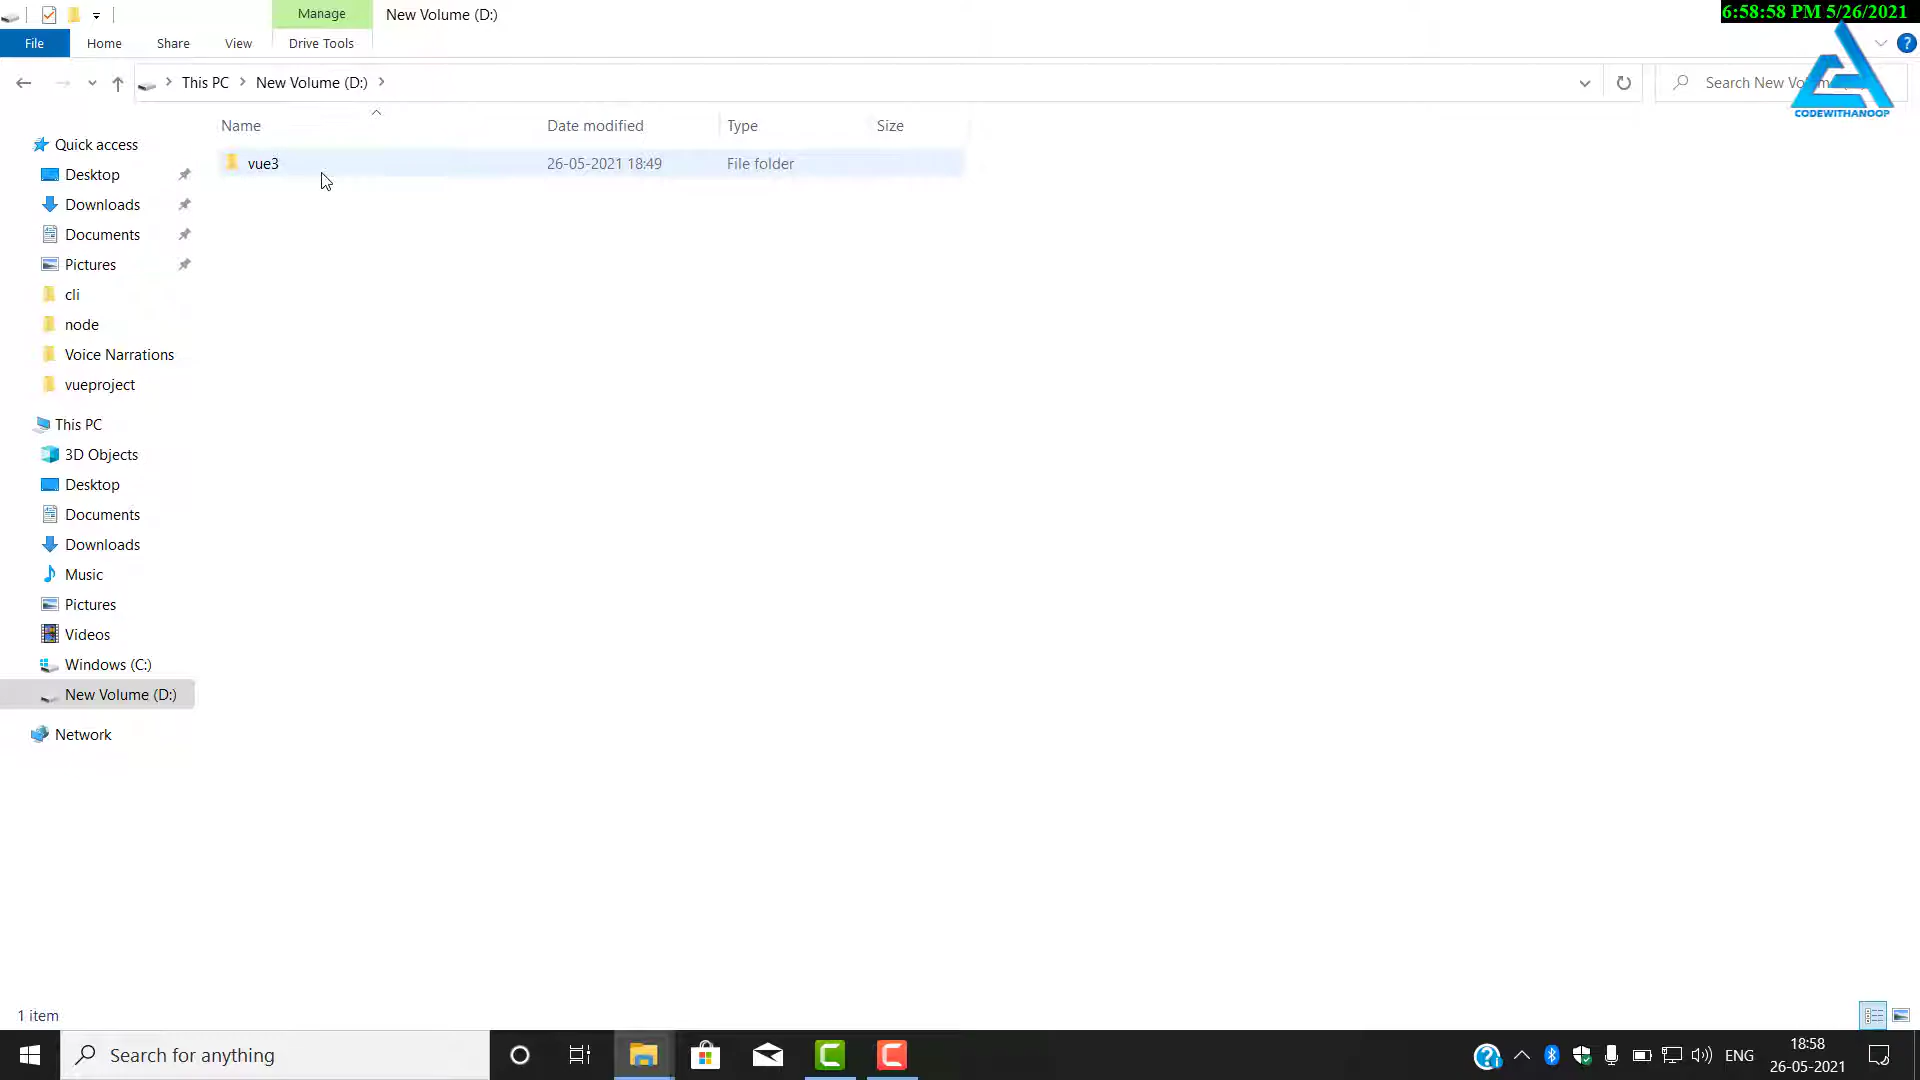 Manage
New Volume (D:)
6:58:58 PM 5/26/2021
File
Home
Share
View
Drive Tools
This PC
New Volume (D:)
Search New Vo
CODEWITHANOOP
Name
Date modified
Type
Size
vue3
26-05-2021 18:49
File folder
Quick access
Desktop
Downloads
Documents
Pictures
cli
node
Voice Narrations
vueproject
This PC
3D Objects
Desktop
Documents
Downloads
Music
Pictures
Videos
Windows (C:)
New Volume (D:)
Network
1 item
Search for anything
ENG
18:58
26-05-2021